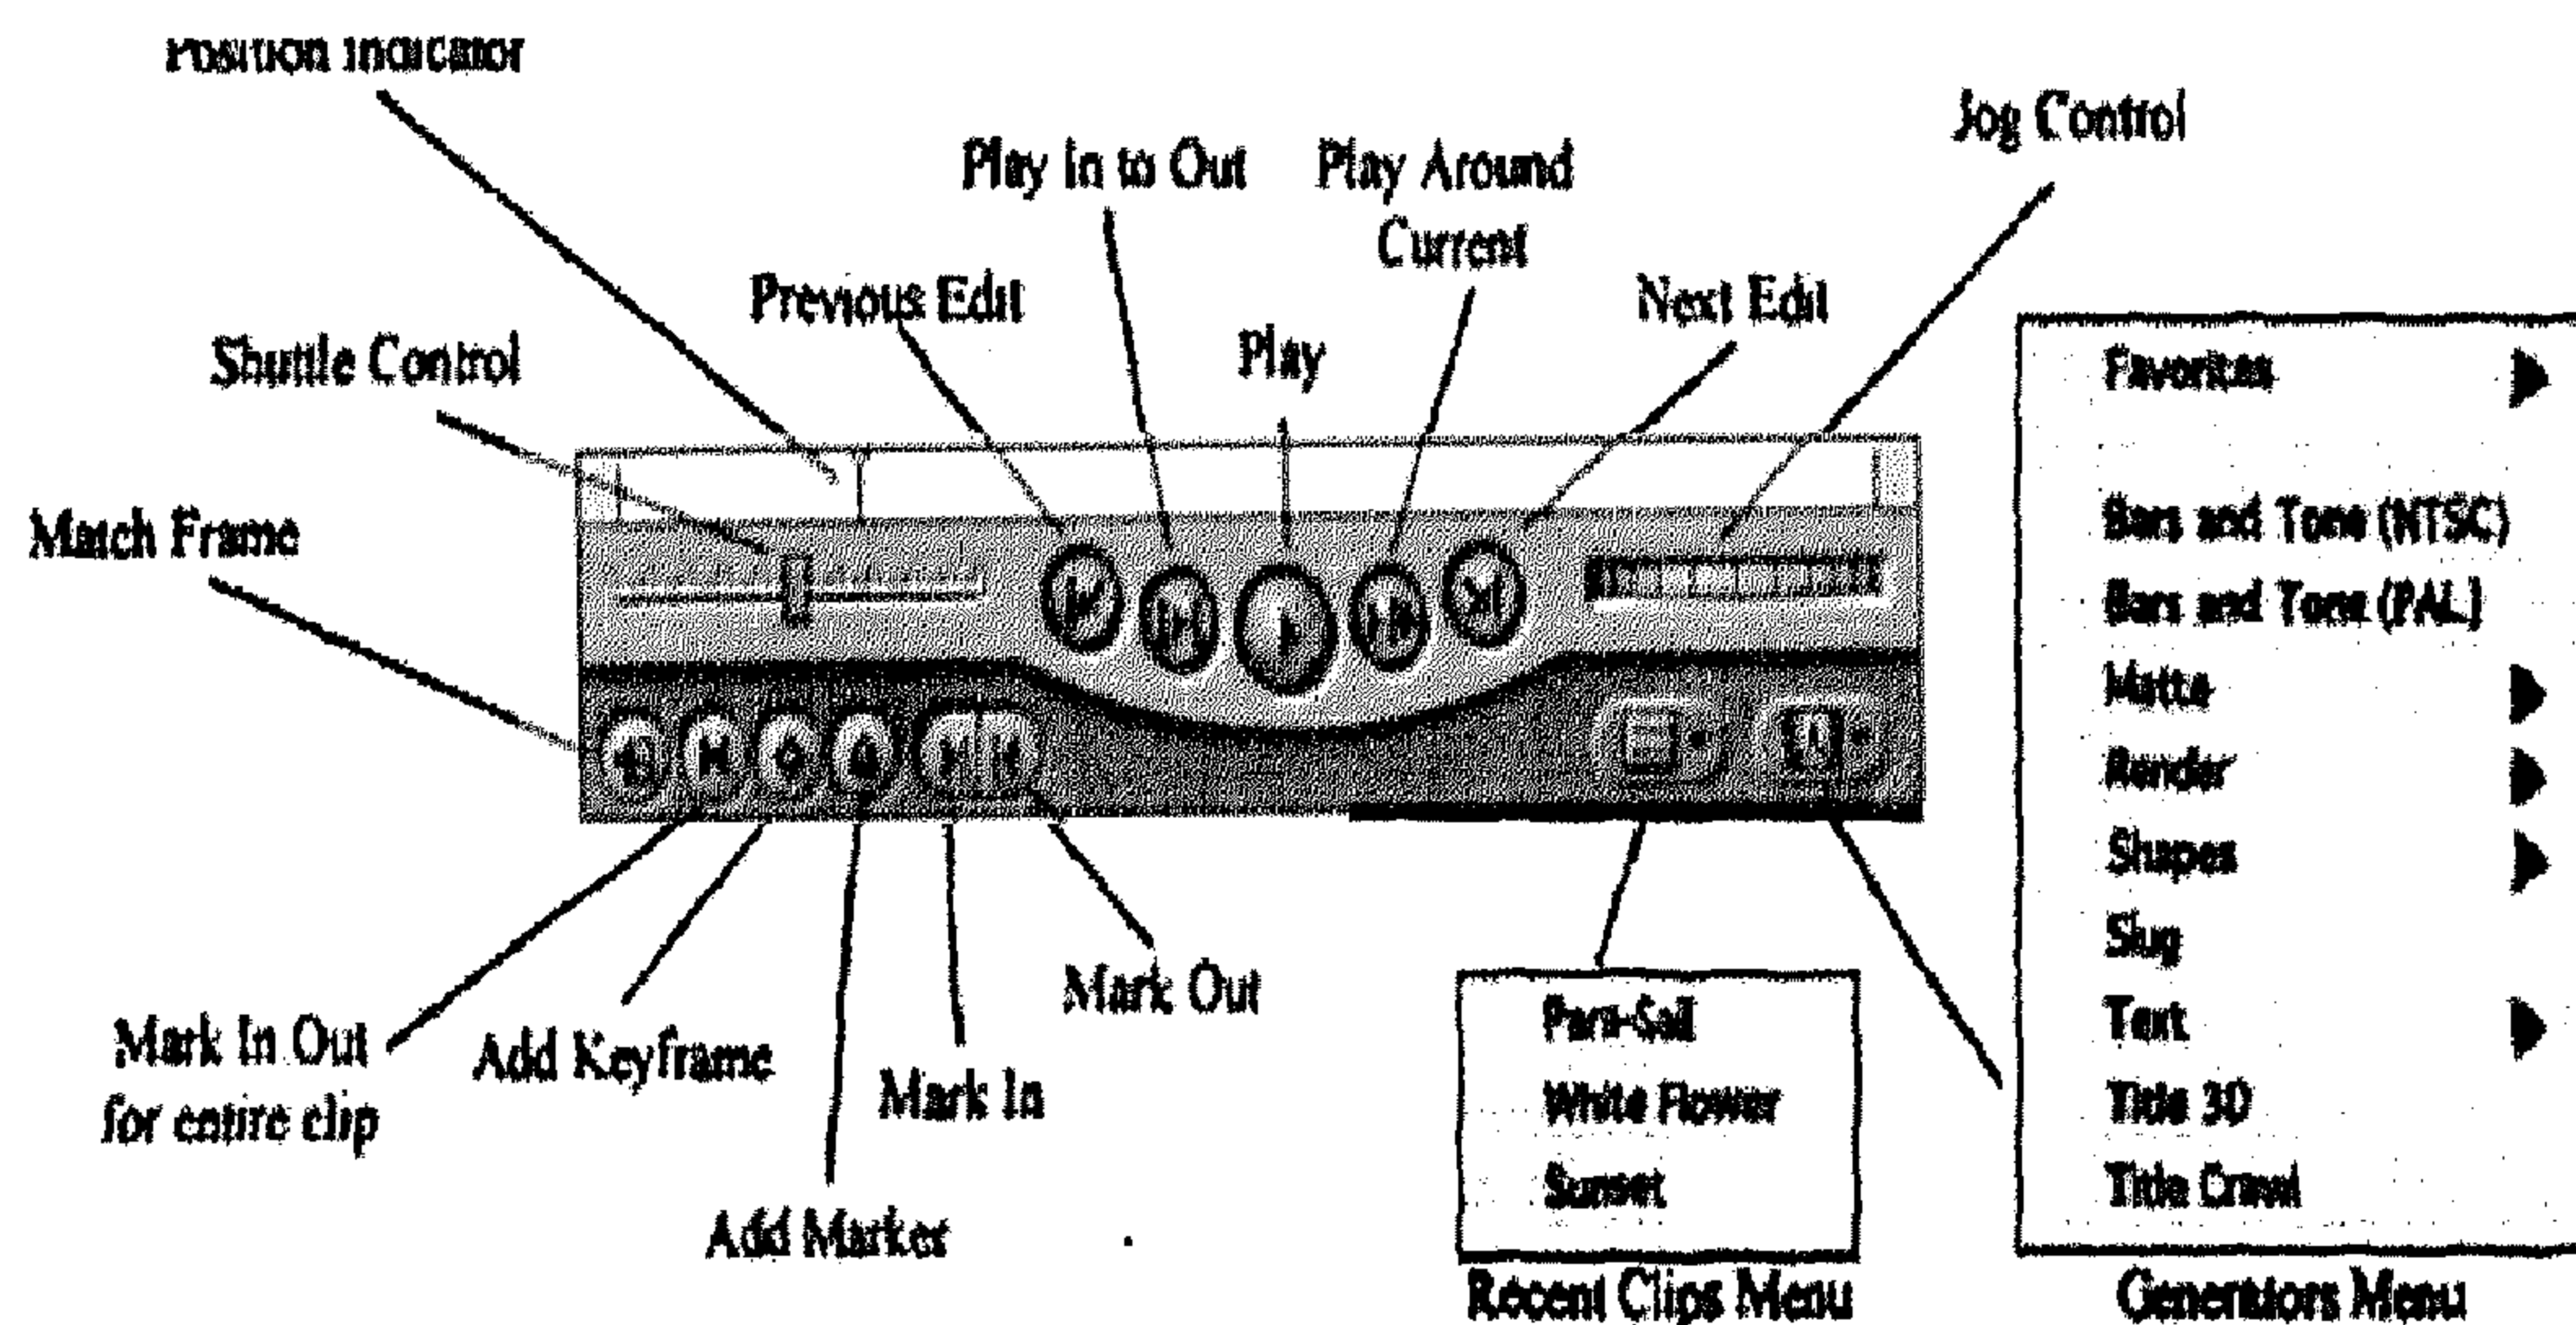 Position Indicator
Jog Control
Play in to Out
Play Around
Current
Previous Edit
Next Edit
Shuttle Control
Play
Match Frame
Favorites
Bars and Tone (NTSC)
Bars and Tone (PAL)
Matte
Render
Shapes
Slug
Text
Title 3D
Title Crawl
Generators Menu
Mark In Out
for entire clip
Add Keyframe
Add Marker
Mark In
Mark Out
Para-Sail
White Flower
Sunset
Recent Clips Menu